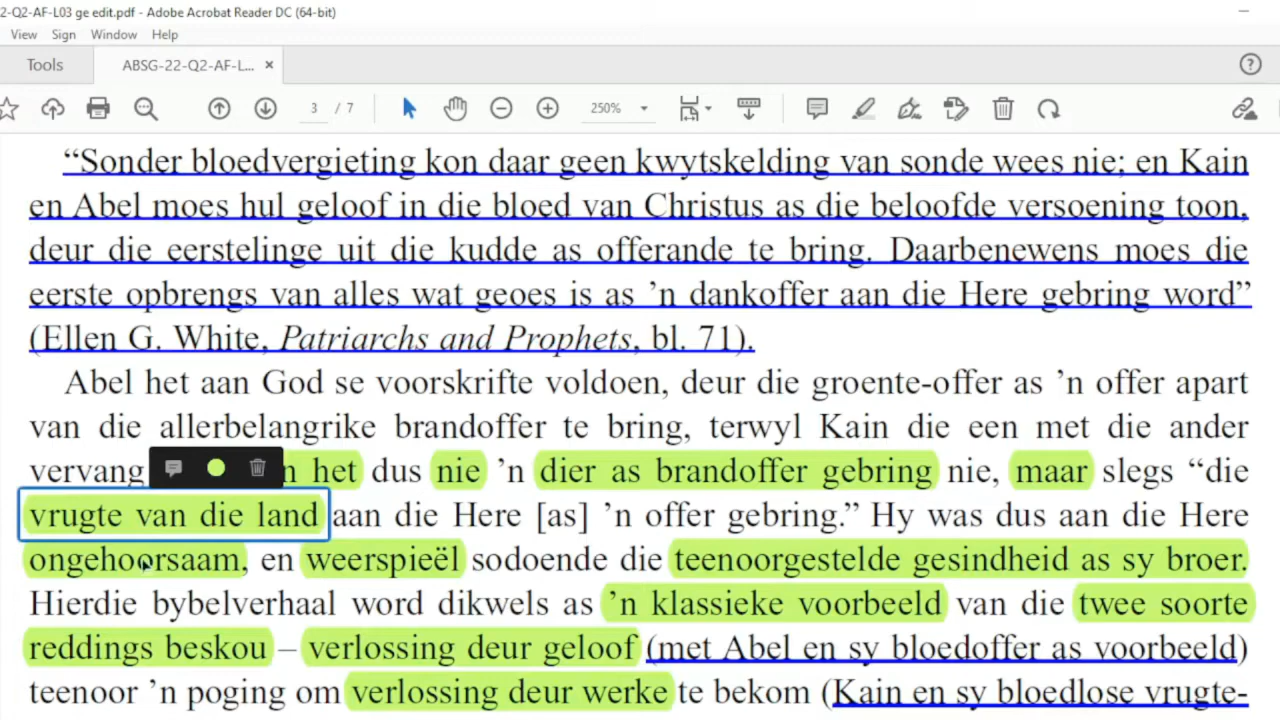 2-Q2-AF-L03 ge edit.pdf - Adobe Acrobat Reader DC (64-bit)
View Sign Window Help
Tools ABSG-22-Q2-AF-L... ×
3 / 7 250%
“Sonder bloedvergieting kon daar geen kwytskelding van sonde wees nie; en Kain
en Abel moes hul geloof in die bloed van Christus as die beloofde versoening toon,
deur die eerstelinge uit die kudde as offerande te bring. Daarbenewens moes die
eerste opbrengs van alles wat geoes is as ’n dankoffer aan die Here gebring word”
(Ellen G. White, Patriarchs and Prophets, bl. 71).
Abel het aan God se voorskrifte voldoen, deur die groente-offer as ’n offer apart
van die allerbelangrike brandoffer te bring, terwyl Kain die een met die ander
vervang n het dus nie ’n dier as brandoffer gebring nie, maar slegs “die
vrugte van die land aan die Here [as] ’n offer gebring.” Hy was dus aan die Here
ongehoorsaam, en weerspieël sodoende die teenoorgestelde gesindheid as sy broer.
Hierdie bybelverhaal word dikwels as ’n klassieke voorbeeld van die twee soorte
reddings beskou – verlossing deur geloof (met Abel en sy bloedoffer as voorbeeld)
teenoor ’n poging om verlossing deur werke te bekom (Kain en sy bloedlose vrugte-